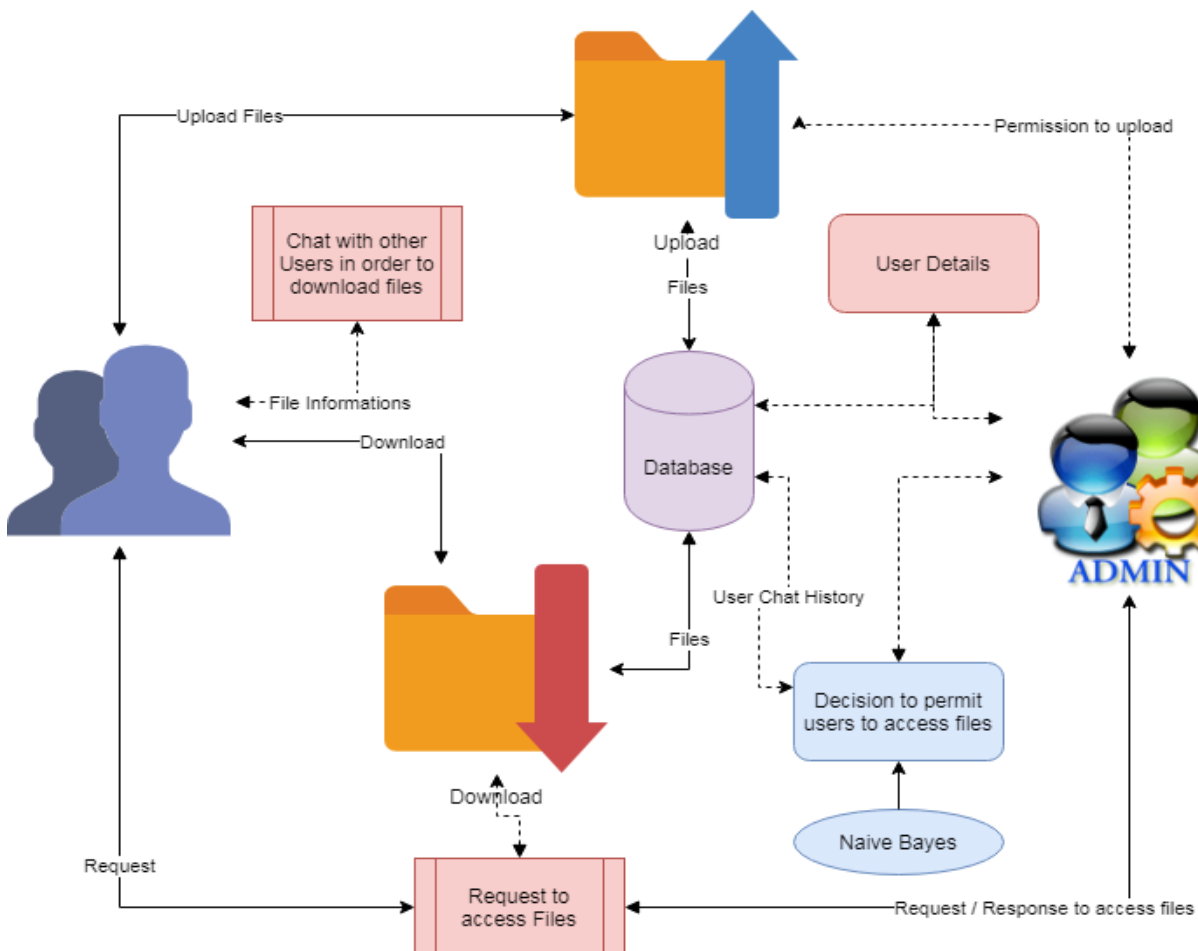 Upload Files
Permission to upload
Chat with other
Users in order to
download files
Upload
User Details
Files
File Informations
Download
Database
ADMIN
User Chat History
Files
Decision to permit
users to access files
Download
Naive Bayes
Request
Request to
access Files
Request / Response to access files